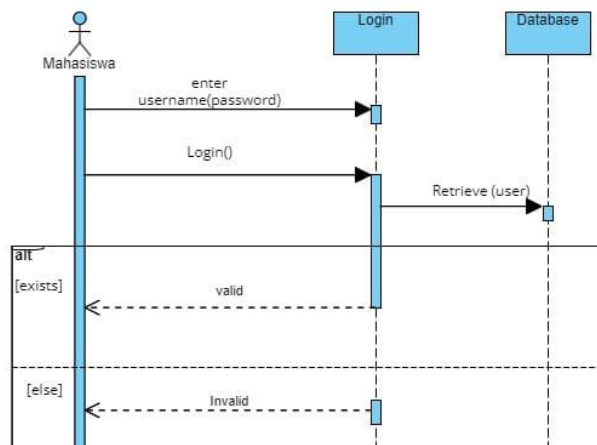 Login
Database
Mahasiswa
enter
username(password)
Login()
Retrieve (user)
alt
[exists]
valid
[else]
Invalid